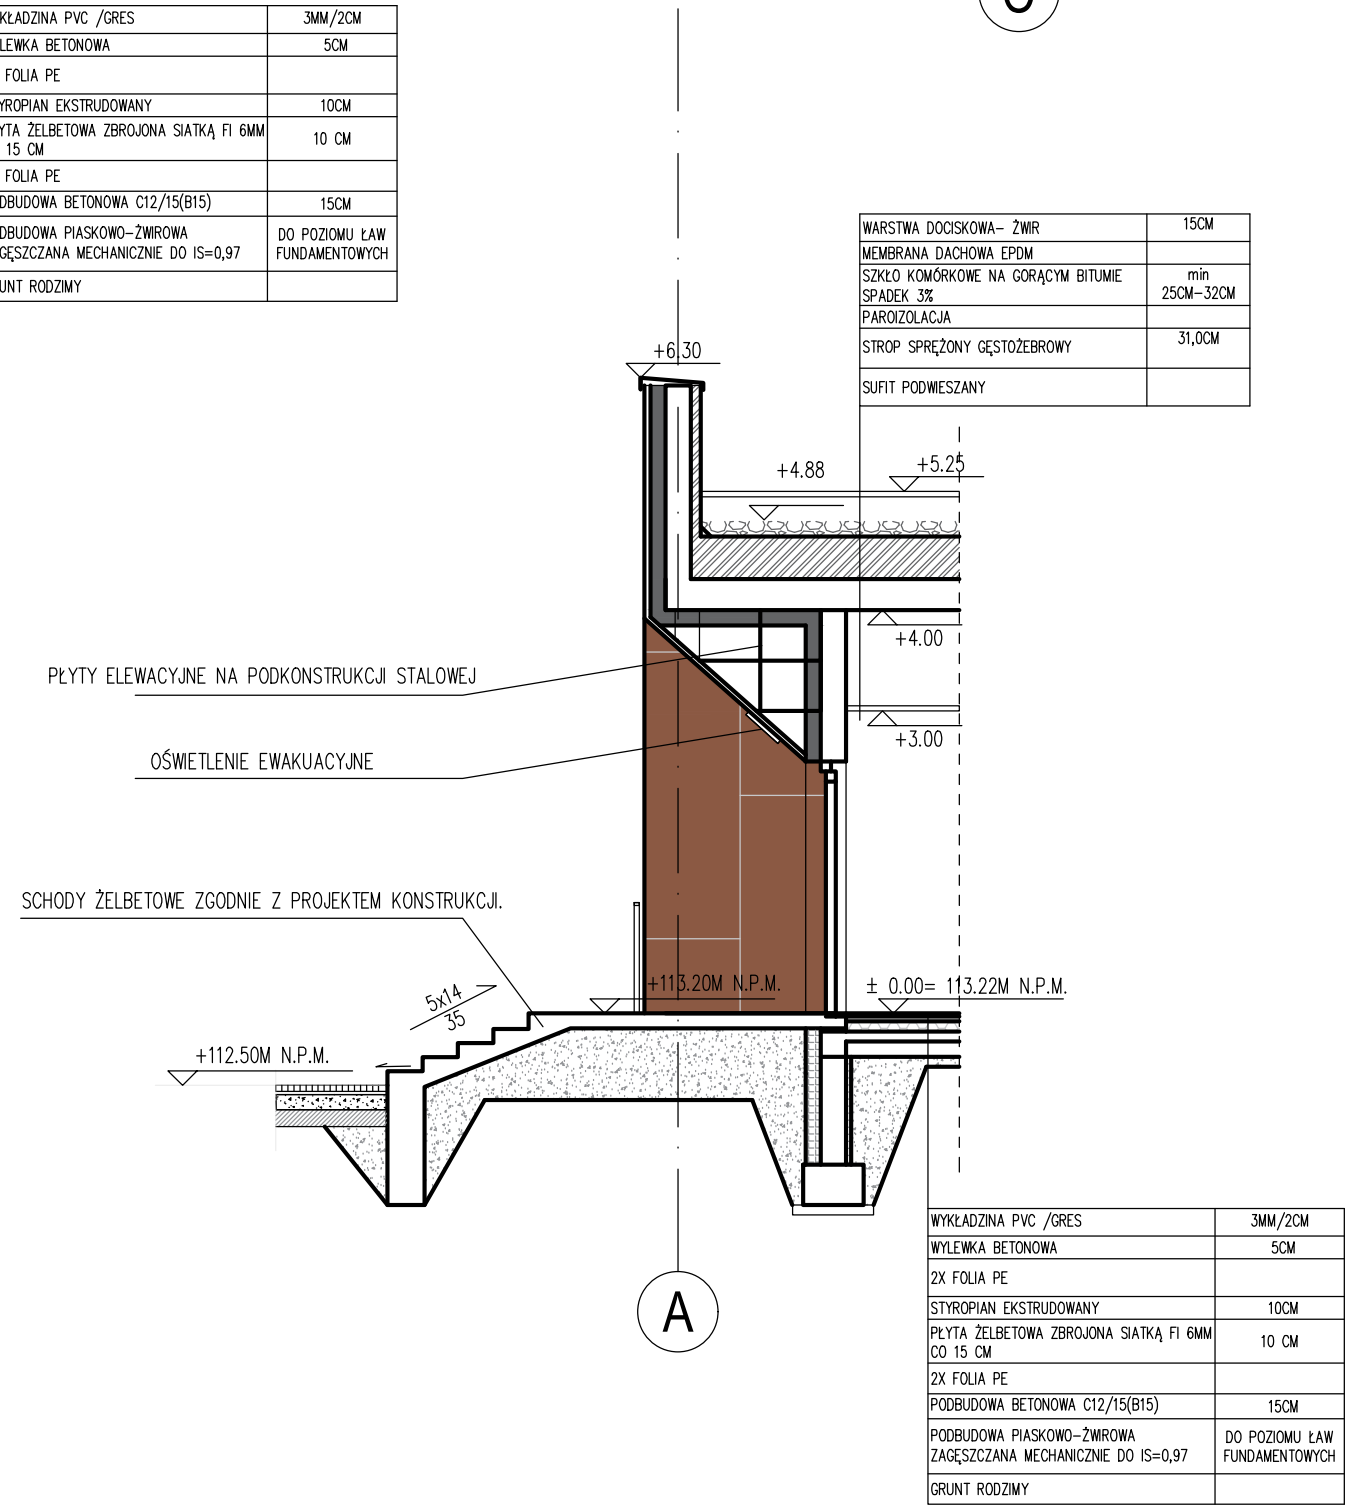 KŁADZINA PVC /GRES 3MM/2CM
LEWKA BETONOWA 5CM
FOLIA PE
YROPIAN EKSTRUDOWANY 10CM
YTA ŻELBETOWA ZBROJONA SIATKĄ FI 6MM
15 CM
10 CM
FOLIA PE
DBUDOWA BETONOWA C12/15(B15) 15CM
DBUDOWA PIASKOWO-ŻWIROWA
GĘSZCZANA MECHANICZNIE DO IS=0,97
DO POZIOMU ŁAW
FUNDAMENTOWYCH
UNT RODZIMY
WARSTWA DOCISKOWA- ŻWIR 15CM
MEMBRANA DACHOWA EPDM
SZKŁO KOMÓRKOWE NA GORĄCYM BITUMIE
SPADEK 3%
min
25CM-32CM
PAROIZOLACJA
STROP SPRĘŻONY GĘSTOŻEBROWY 31,0CM
SUFIT PODWIESZANY
+6.30
+4.88
+5.25
+4.00
+3.00
PŁYTY ELEWACYJNE NA PODKONSTRUKCJI STALOWEJ
OŚWIETLENIE EWAKUACYJNE
SCHODY ŻELBETOWE ZGODNIE Z PROJEKTEM KONSTRUKCJI.
+113.20M N.P.M.
± 0.00= 113.22M N.P.M.
5x14
35
+112.50M N.P.M.
A
WYKŁADZINA PVC /GRES 3MM/2CM
WYLEWKA BETONOWA 5CM
2X FOLIA PE
STYROPIAN EKSTRUDOWANY 10CM
PŁYTA ŻELBETOWA ZBROJONA SIATKĄ FI 6MM
CO 15 CM
10 CM
2X FOLIA PE
PODBUDOWA BETONOWA C12/15(B15) 15CM
PODBUDOWA PIASKOWO-ŻWIROWA
ZAGĘSZCZANA MECHANICZNIE DO IS=0,97
DO POZIOMU ŁAW
FUNDAMENTOWYCH
GRUNT RODZIMY